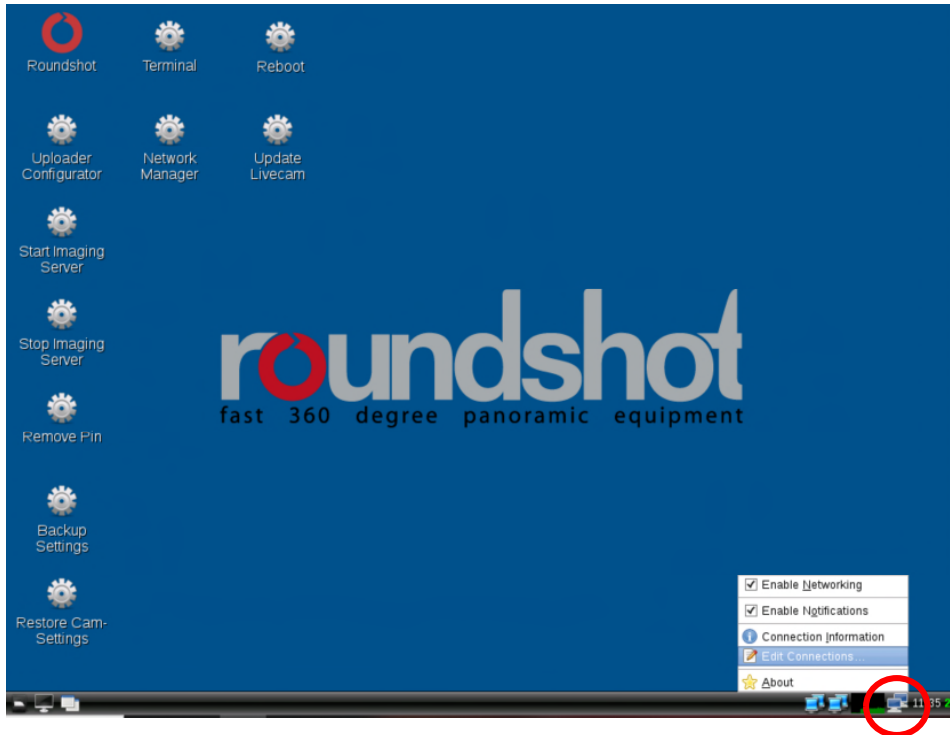 Roundshot
Terminal
Reboot
Uploader
Configurator
Network
Manager
Update
Livecam
Start Imaging
Server
Stop Imaging
Server
Remove Pin
Backup
Settings
Restore Cam-
Settings
roundshot
fast 360 degree panoramic equipment
Enable Networking
Enable Notifications
Connection Information
Edit Connections...
About